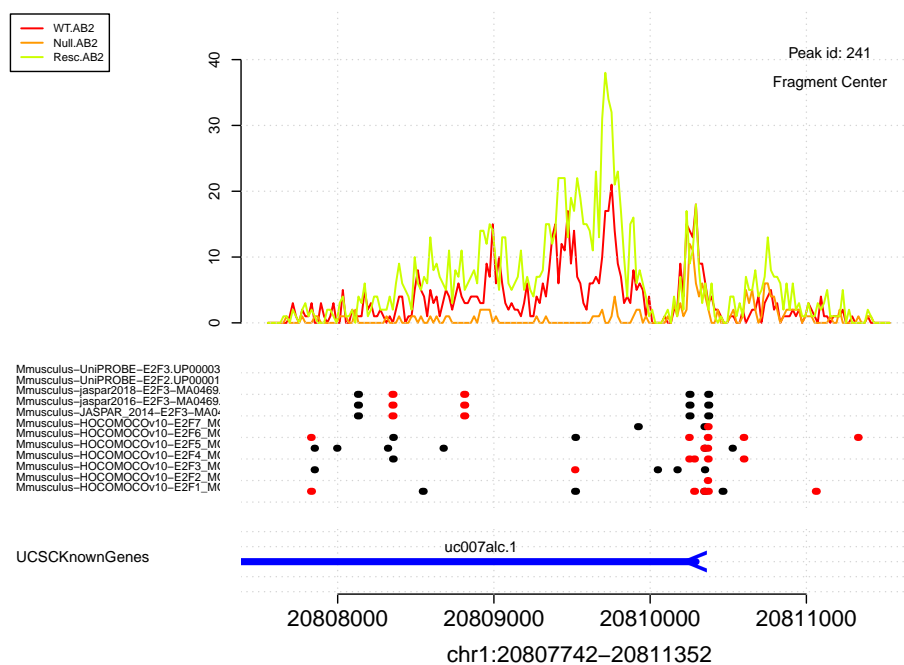 WT.AB2
Null.AB2
Resc.AB2
Peak id: 241
Fragment Center
40
30
20
10
0
Mmusculus−UniPROBE−E2F3.UP00003
Mmusculus−UniPROBE−E2F2.UP00001
Mmusculus−jaspar2018−E2F3−MA0469.
Mmusculus−jaspar2016−E2F3−MA0469.
Mmusculus−JASPAR_2014−E2F3−MA04
Mmusculus−HOCOMOCOv10−E2F7_MC
Mmusculus−HOCOMOCOv10−E2F6_MC
Mmusculus−HOCOMOCOv10−E2F5_MC
Mmusculus−HOCOMOCOv10−E2F4_MC
Mmusculus−HOCOMOCOv10−E2F3_MC
Mmusculus−HOCOMOCOv10−E2F2_MC
Mmusculus−HOCOMOCOv10−E2F1_MC
uc007alc.1
UCSCKnownGenes
20808000 20809000 20810000 20811000
chr1:20807742−20811352